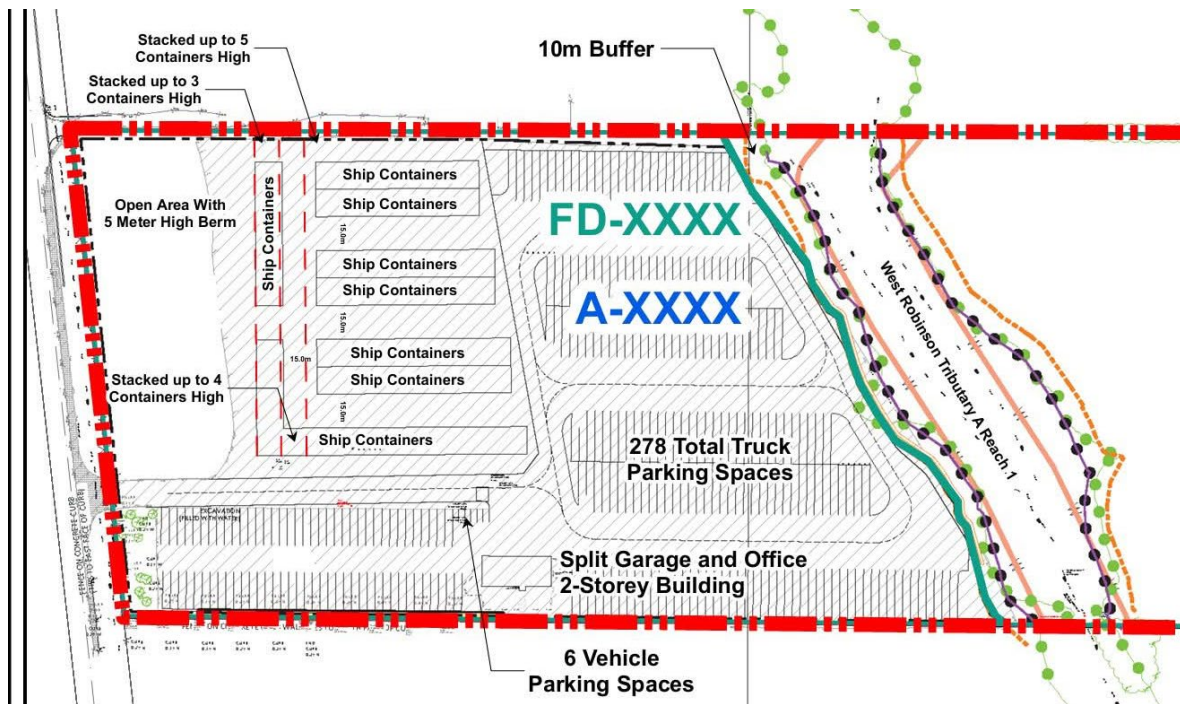 Stacked up to 5
Containers High
10m Buffer
Stacked up to 3
Containers High
Open Area With
5 Meter High Berm
Ship Containers
Ship Containers
Ship Containers
15.0m
FD-XXXX
Ship Containers
Ship Containers
A-XXXX
West Robinson Tributary A Reach 1
15.0m
Ship Containers
15.0m
Ship Containers
Stacked up to 4
Containers High
15.0m
Ship Containers
278 Total Truck
Parking Spaces
EXCAVATION
Split Garage and Office
2-Storey Building
6 Vehicle
Parking Spaces